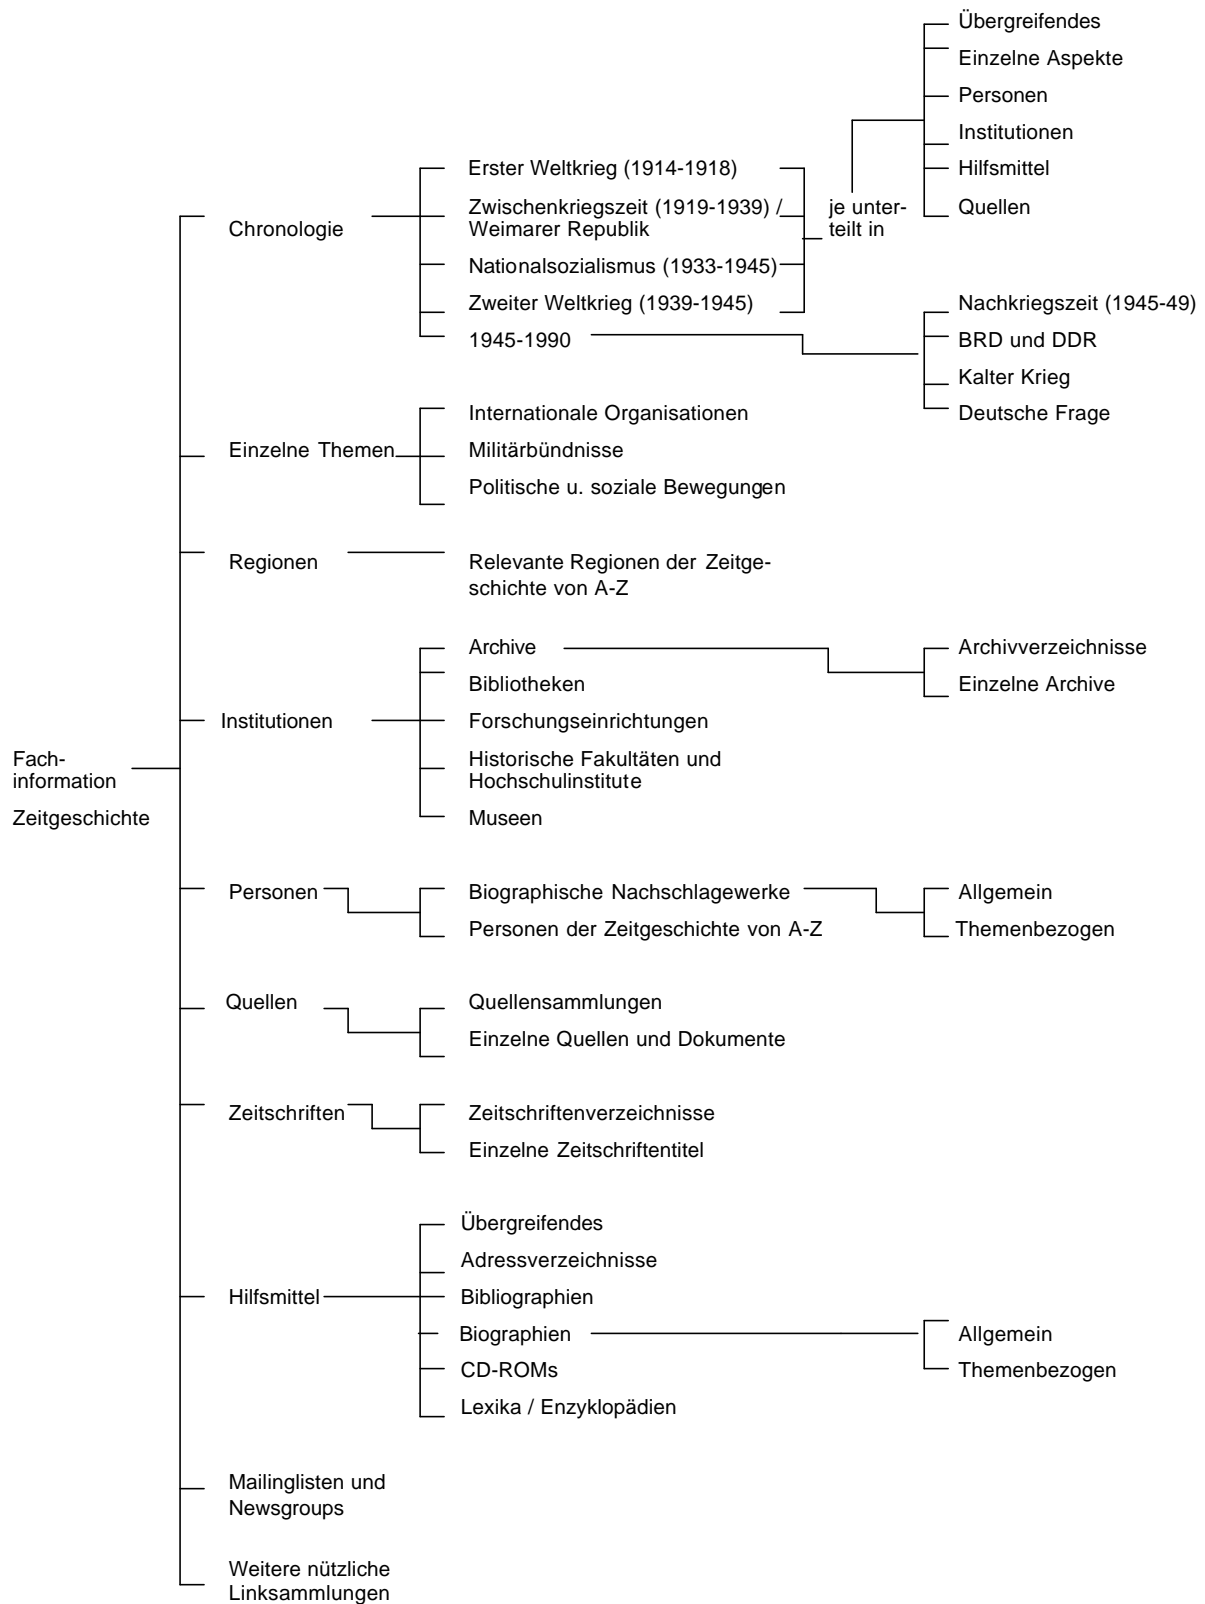 Fach-
information
Zeitgeschichte
Chronologie
Erster Weltkrieg (1914-1918)
Zwischenkriegszeit (1919-1939) /
Weimarer Republik
Nationalsozialismus (1933-1945)
Zweiter Weltkrieg (1939-1945)
je unter-
teilt in
Übergreifendes
Einzelne Aspekte
Personen
Institutionen
Hilfsmittel
Quellen
1945-1990
Nachkriegszeit (1945-49)
BRD und DDR
Kalter Krieg
Deutsche Frage
Einzelne Themen
Internationale Organisationen
Militärbündnisse
Politische u. soziale Bewegungen
Regionen
Relevante Regionen der Zeitge-
schichte von A-Z
Institutionen
Archive
Archivverzeichnisse
Einzelne Archive
Bibliotheken
Forschungseinrichtungen
Historische Fakultäten und
Hochschulinstitute
Museen
Personen
Biographische Nachschlagewerke
Allgemein
Themenbezogen
Personen der Zeitgeschichte von A-Z
Quellen
Quellensammlungen
Einzelne Quellen und Dokumente
Zeitschriften
Zeitschriftenverzeichnisse
Einzelne Zeitschriftentitel
Hilfsmittel
Übergreifendes
Adressverzeichnisse
Bibliographien
Biographien
Allgemein
Themenbezogen
CD-ROMs
Lexika / Enzyklopädien
Mailinglisten und
Newsgroups
Weitere nützliche
Linksammlungen